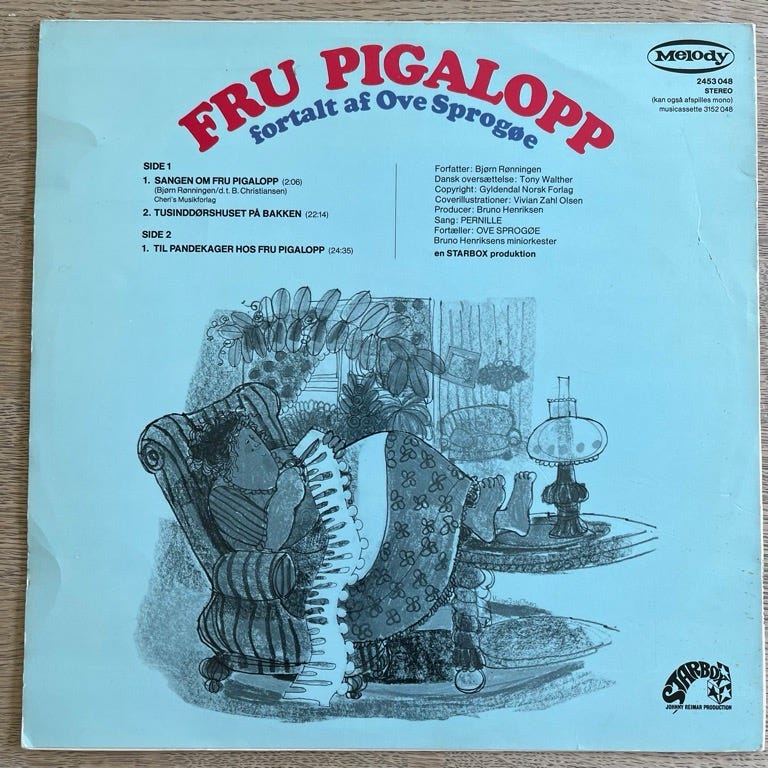 FRU PIGALOPP
fortalt af Ove Sprogøe
Melody
2453 048
STEREO
(kan også afspilles mono)
musicassette 3152 048
SIDE 1
1. SANGEN OM FRU PIGALOPP (2:06)
(Bjørn Rønningen/d.t. B. Christiansen)
Cheri's Musikforlag
2. TUSINDDØRSHUSET PÅ BAKKEN (22:14)
SIDE 2
1. TIL PANDEKAGER HOS FRU PIGALOPP (24:35)
Forfatter: Bjørn Rønningen
Dansk oversættelse: Tony Walther
Copyright: Gyldendal Norsk Forlag
Coverillustrationer: Vivian Zahl Olsen
Producer: Bruno Henriksen
Sang: PERNILLE
Fortæller: OVE SPROGØE
Bruno Henriksens miniorkester
en STARBOX produktion
STARBOX
JOHNNY REIMAR PRODUCTION